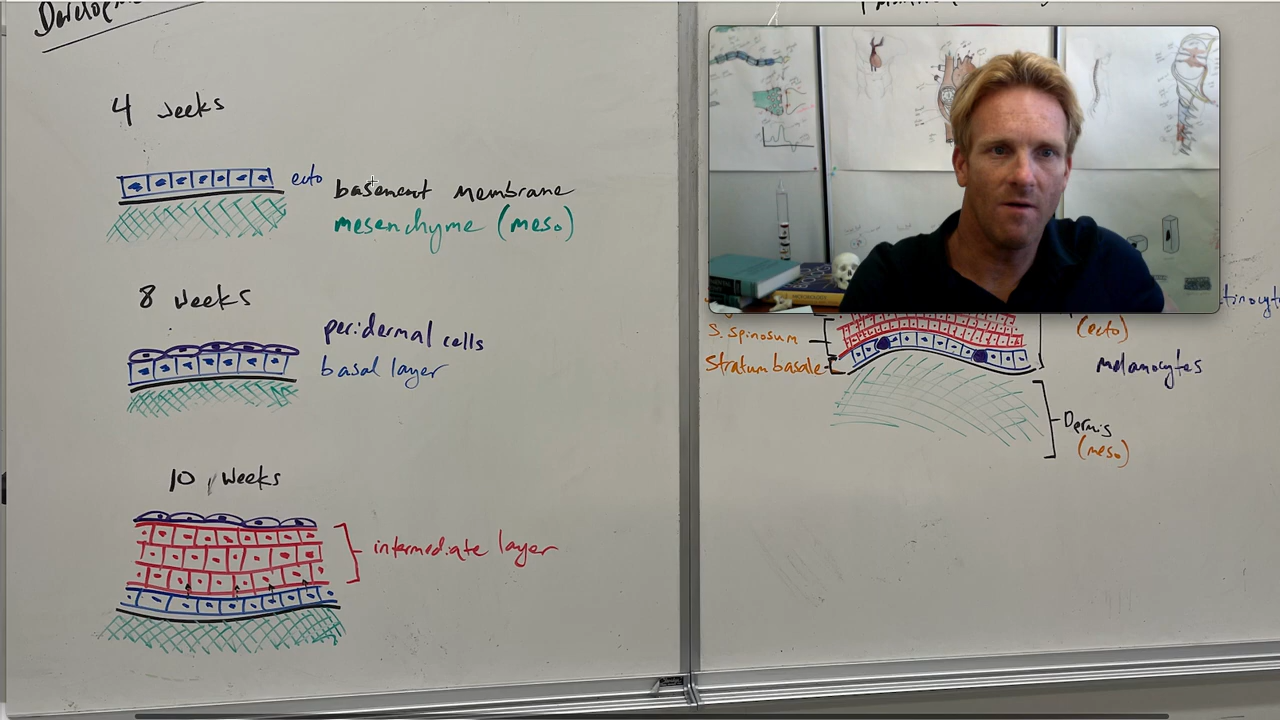 4 weeks
ecto
basement membrane
mesenchyme (meso)
8 weeks
peridermal cells
basal layer
10 weeks
intermediate layer
S. spinosum
Stratum basale
(ecto)
melanocytes
Dermis
(meso)